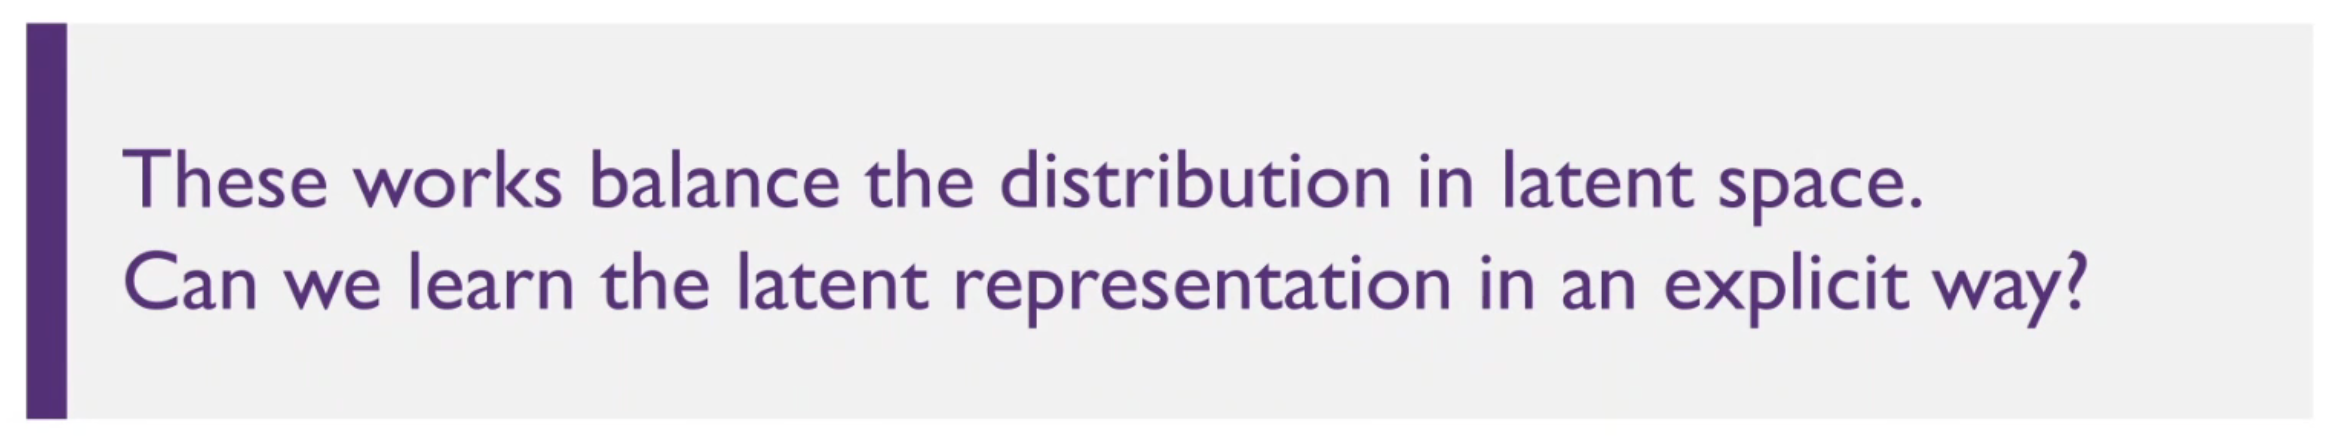 These works balance the distribution in latent space.
Can we learn the latent representation in an explicit way?